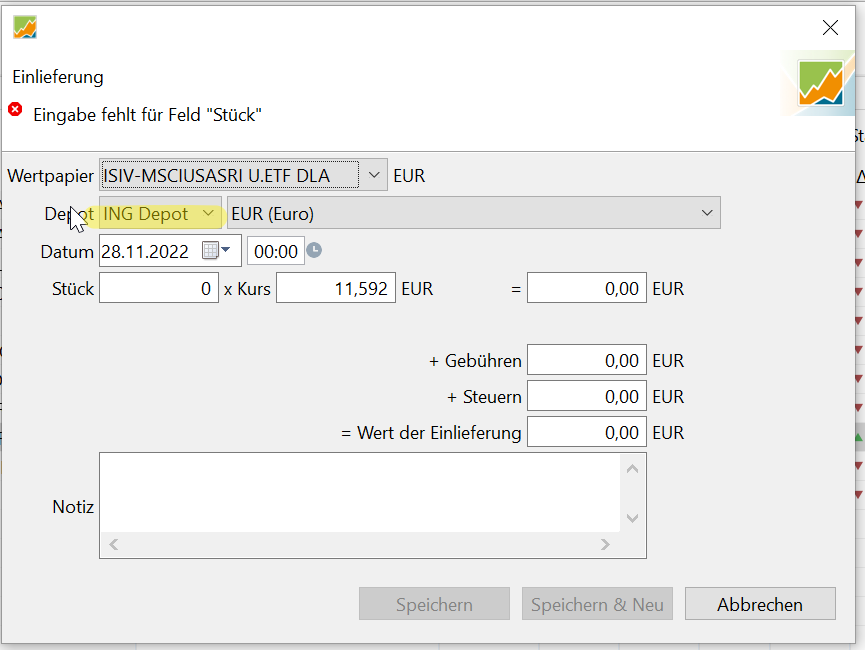 Einlieferung
Eingabe fehlt für Feld "Stück"
Wertpapier ISIV-MSCIUSASRI U.ETF DLA EUR
Depot ING Depot EUR (Euro)
Datum 28.11.2022 00:00
Stück 0 x Kurs 11,592 EUR = 0,00 EUR
+ Gebühren 0,00 EUR
+ Steuern 0,00 EUR
= Wert der Einlieferung 0,00 EUR
Notiz
Speichern Speichern & Neu Abbrechen